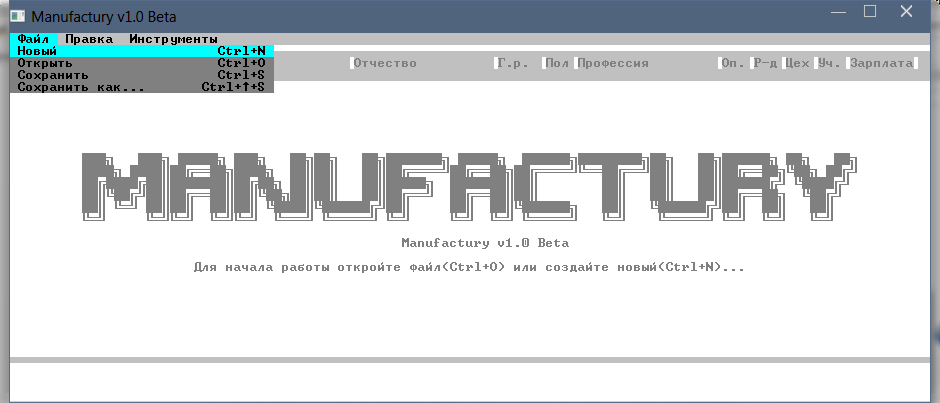 Manufactury v1.0 Beta
Файл Правка Инструменты
Новый Ctrl+N
Открыть Ctrl+O
Сохранить Ctrl+S
Сохранить как... Ctrl+↑+S
Отчество Г.р. Пол Профессия Оп. Р-д Цех Уч. Зарплата
MANUFACTURY
Manufactury v1.0 Beta
Для начала работы откройте файл(Ctrl+O) или создайте новый(Ctrl+N)...